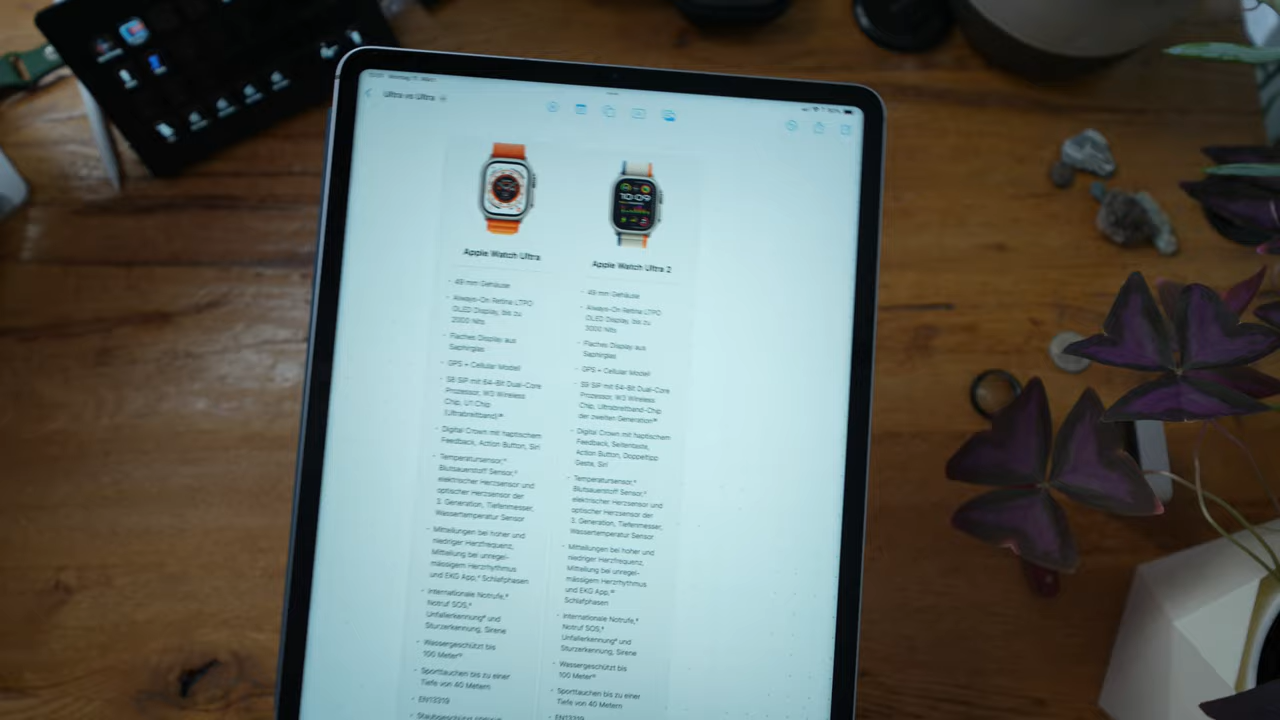 Ultra vs Ultra
10:09
Apple Watch Ultra
- 49 mm Gehäuse
- Always-On Retina LTPO
OLED Display, bis zu
2000 Nits
- Flaches Display aus
Saphirglas
- GPS + Cellular Modell
- S8 SiP mit 64-Bit Dual-Core
Prozessor, W3 Wireless
Chip, U1 Chip
(Ultrabreitband)
- Digital Crown mit haptischem
Feedback, Action Button, Siri
- Temperatursensor,
Blutsauerstoff Sensor,
elektrischer Herzsensor und
optischer Herzsensor der
3. Generation, Tiefenmesser,
Wassertemperatur Sensor
- Mitteilungen bei hoher und
niedriger Herzfrequenz,
Mitteilung bei unregel-
mässigem Herzrhythmus
und EKG App, Schlafphasen
- Internationale Notrufe,
Notruf SOS,
Unfallerkennung und
Sturzerkennung, Sirene
- Wassergeschützt bis
100 Meter
- Sporttauchen bis zu einer
Tiefe von 40 Metern
- EN13319
Apple Watch Ultra 2
- 49 mm Gehäuse
- Always-On Retina LTPO
OLED Display, bis zu
3000 Nits
- Flaches Display aus
Saphirglas
- GPS + Cellular Modell
- S9 SiP mit 64-Bit Dual-Core
Prozessor, W3 Wireless
Chip, Ultrabreitband-Chip
der zweiten Generation
- Digital Crown mit haptischem
Feedback, Seitentaste,
Action Button, Doppeltipp
Geste, Siri
- Temperatursensor,
Blutsauerstoff Sensor,
elektrischer Herzsensor und
optischer Herzsensor der
3. Generation, Tiefenmesser,
Wassertemperatur Sensor
- Mitteilungen bei hoher und
niedriger Herzfrequenz,
Mitteilung bei unregel-
mässigem Herzrhythmus
und EKG App,
Schlafphasen
- Internationale Notrufe,
Notruf SOS,
Unfallerkennung und
Sturzerkennung, Sirene
- Wassergeschützt bis
100 Meter
- Sporttauchen bis zu einer
Tiefe von 40 Metern
- EN13319